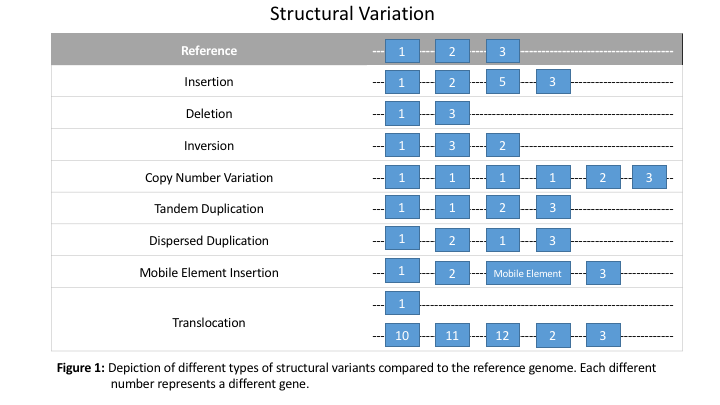 Structural Variation
Reference 1 2 3
Insertion 1 2 5 3
Deletion 1 3
Inversion 1 3 2
Copy Number Variation 1 1 1 1 2 3
Tandem Duplication 1 1 2 3
Dispersed Duplication 1 2 1 3
Mobile Element Insertion 1 2 Mobile Element 3
Translocation 1
10 11 12 2 3
Figure 1: Depiction of different types of structural variants compared to the reference genome. Each different
number represents a different gene.